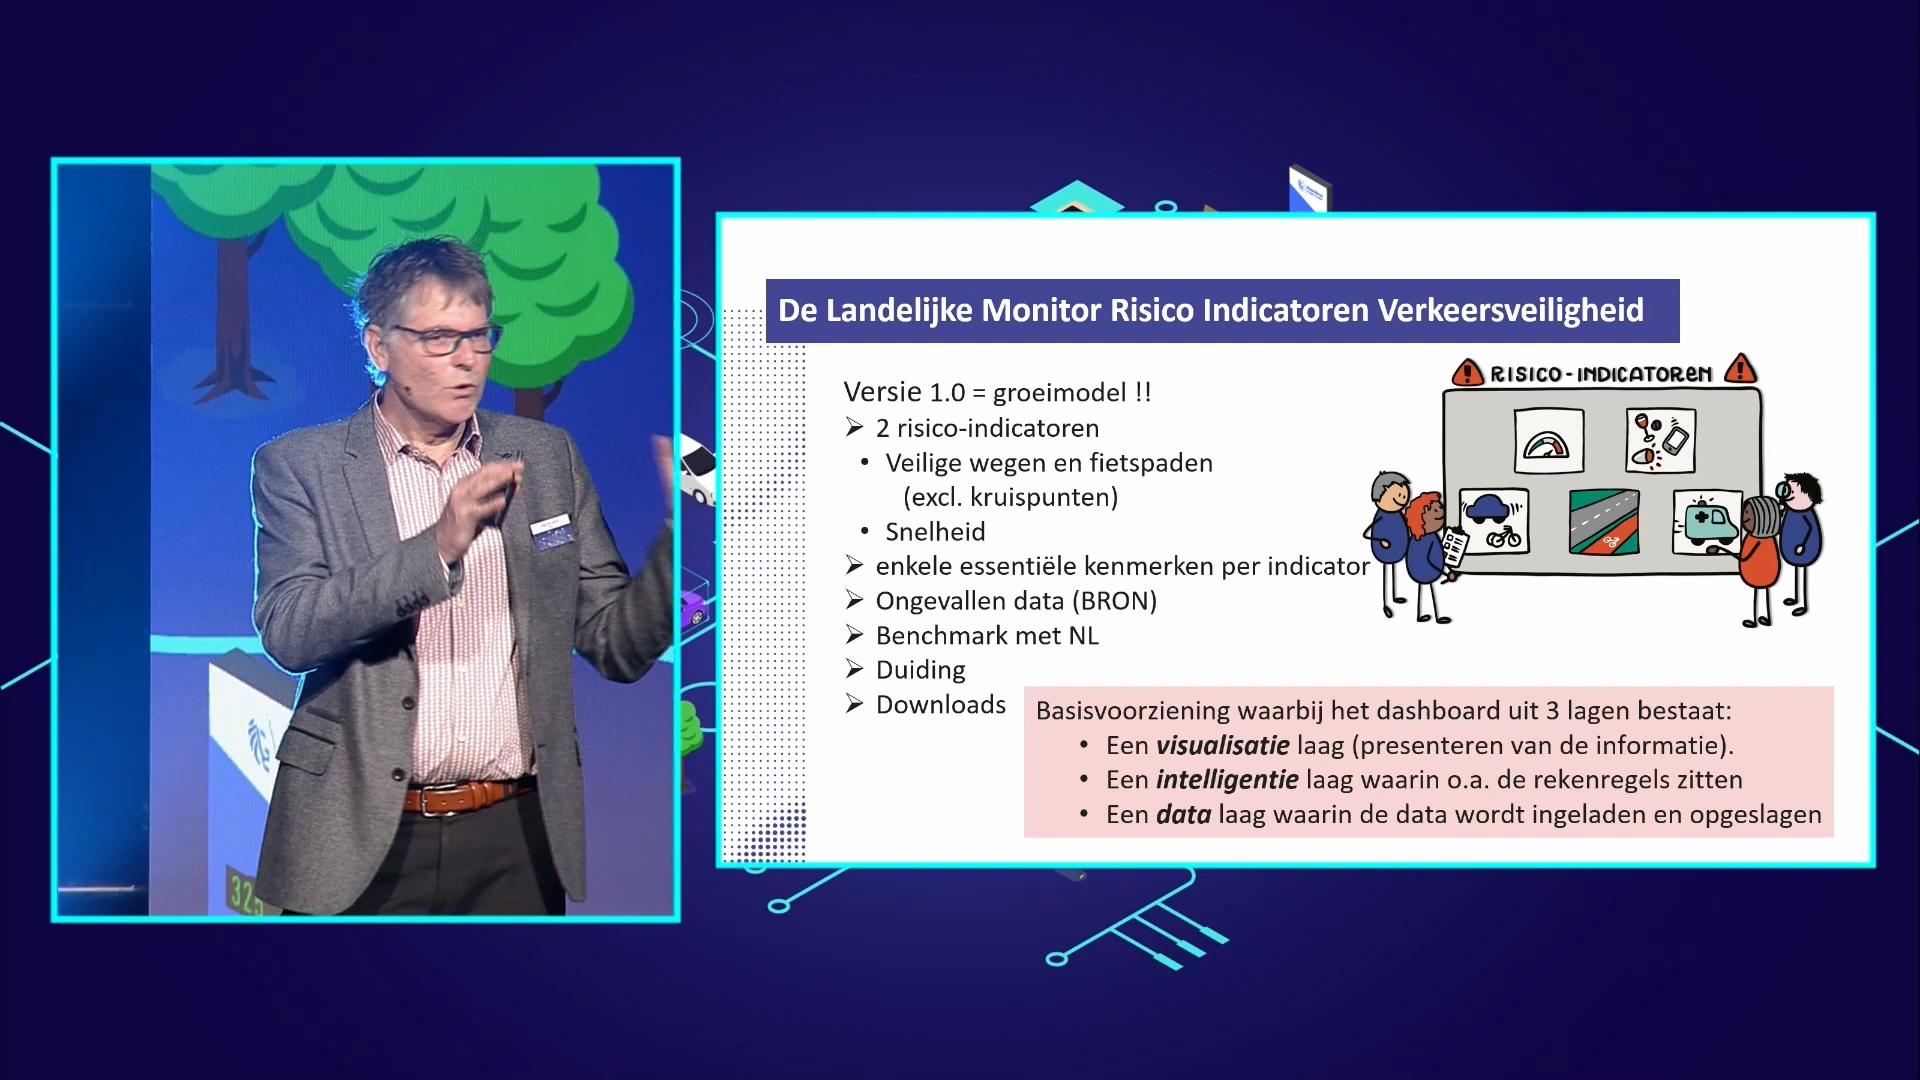 De Landelijke Monitor Risico Indicatoren Verkeersveiligheid
Versie 1.0 = groeimodel !!
➢ 2 risico-indicatoren
• Veilige wegen en fietspaden
(excl. kruispunten)
• Snelheid
➢ enkele essentiële kenmerken per indicator
➢ Ongevallen data (BRON)
➢ Benchmark met NL
➢ Duiding
➢ Downloads
RISICO-INDICATOREN
Basisvoorziening waarbij het dashboard uit 3 lagen bestaat:
• Een visualisatie laag (presenteren van de informatie).
• Een intelligentie laag waarin o.a. de rekenregels zitten
• Een data laag waarin de data wordt ingeladen en opgeslagen
325